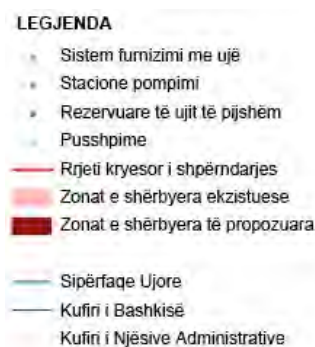 LEGJENDA
Sistem furnizimi me ujë
Stacione pompimi
Rezervuare të ujit të pijshëm
Pusshpime
Rrjeti kryesor i shpërndarjes
Zonat e shërbyera ekzistuese
Zonat e shërbyera të propozuara
Sipërfaqe Ujore
Kufiri i Bashkisë
Kufiri i Njësive Administrative